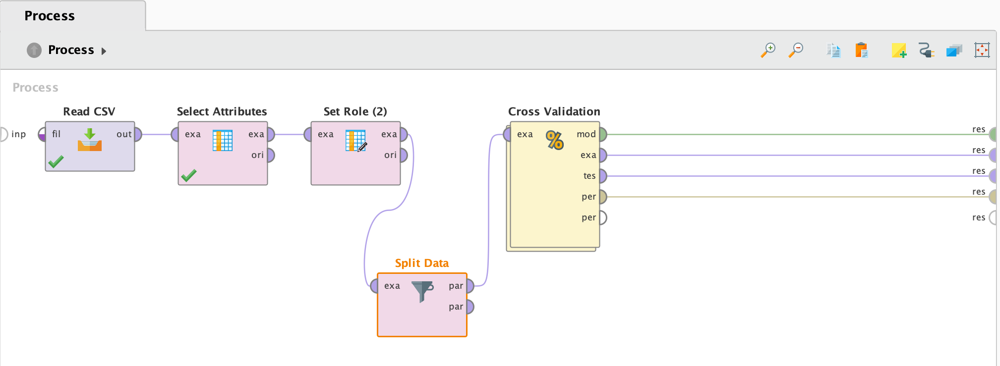 Process
Process
Process
Read CSV
Select Attributes
Set Role (2)
Cross Validation
inp
fil
out
exa
exa
ori
exa
exa
ori
exa
mod
exa
tes
per
per
res
res
res
res
res
Split Data
exa
par
par